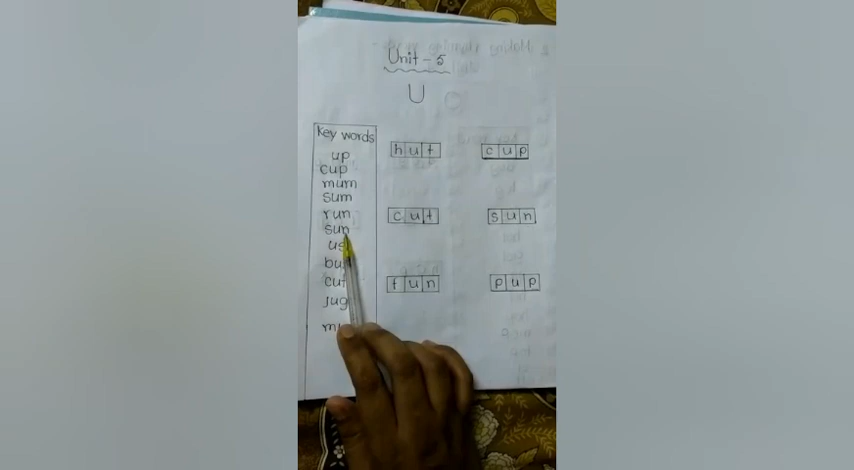 Unit - 5
U
Key words
up
cup
mum
sum
run
sun
us
cut
jug
hut cup
cut sun
fun pup